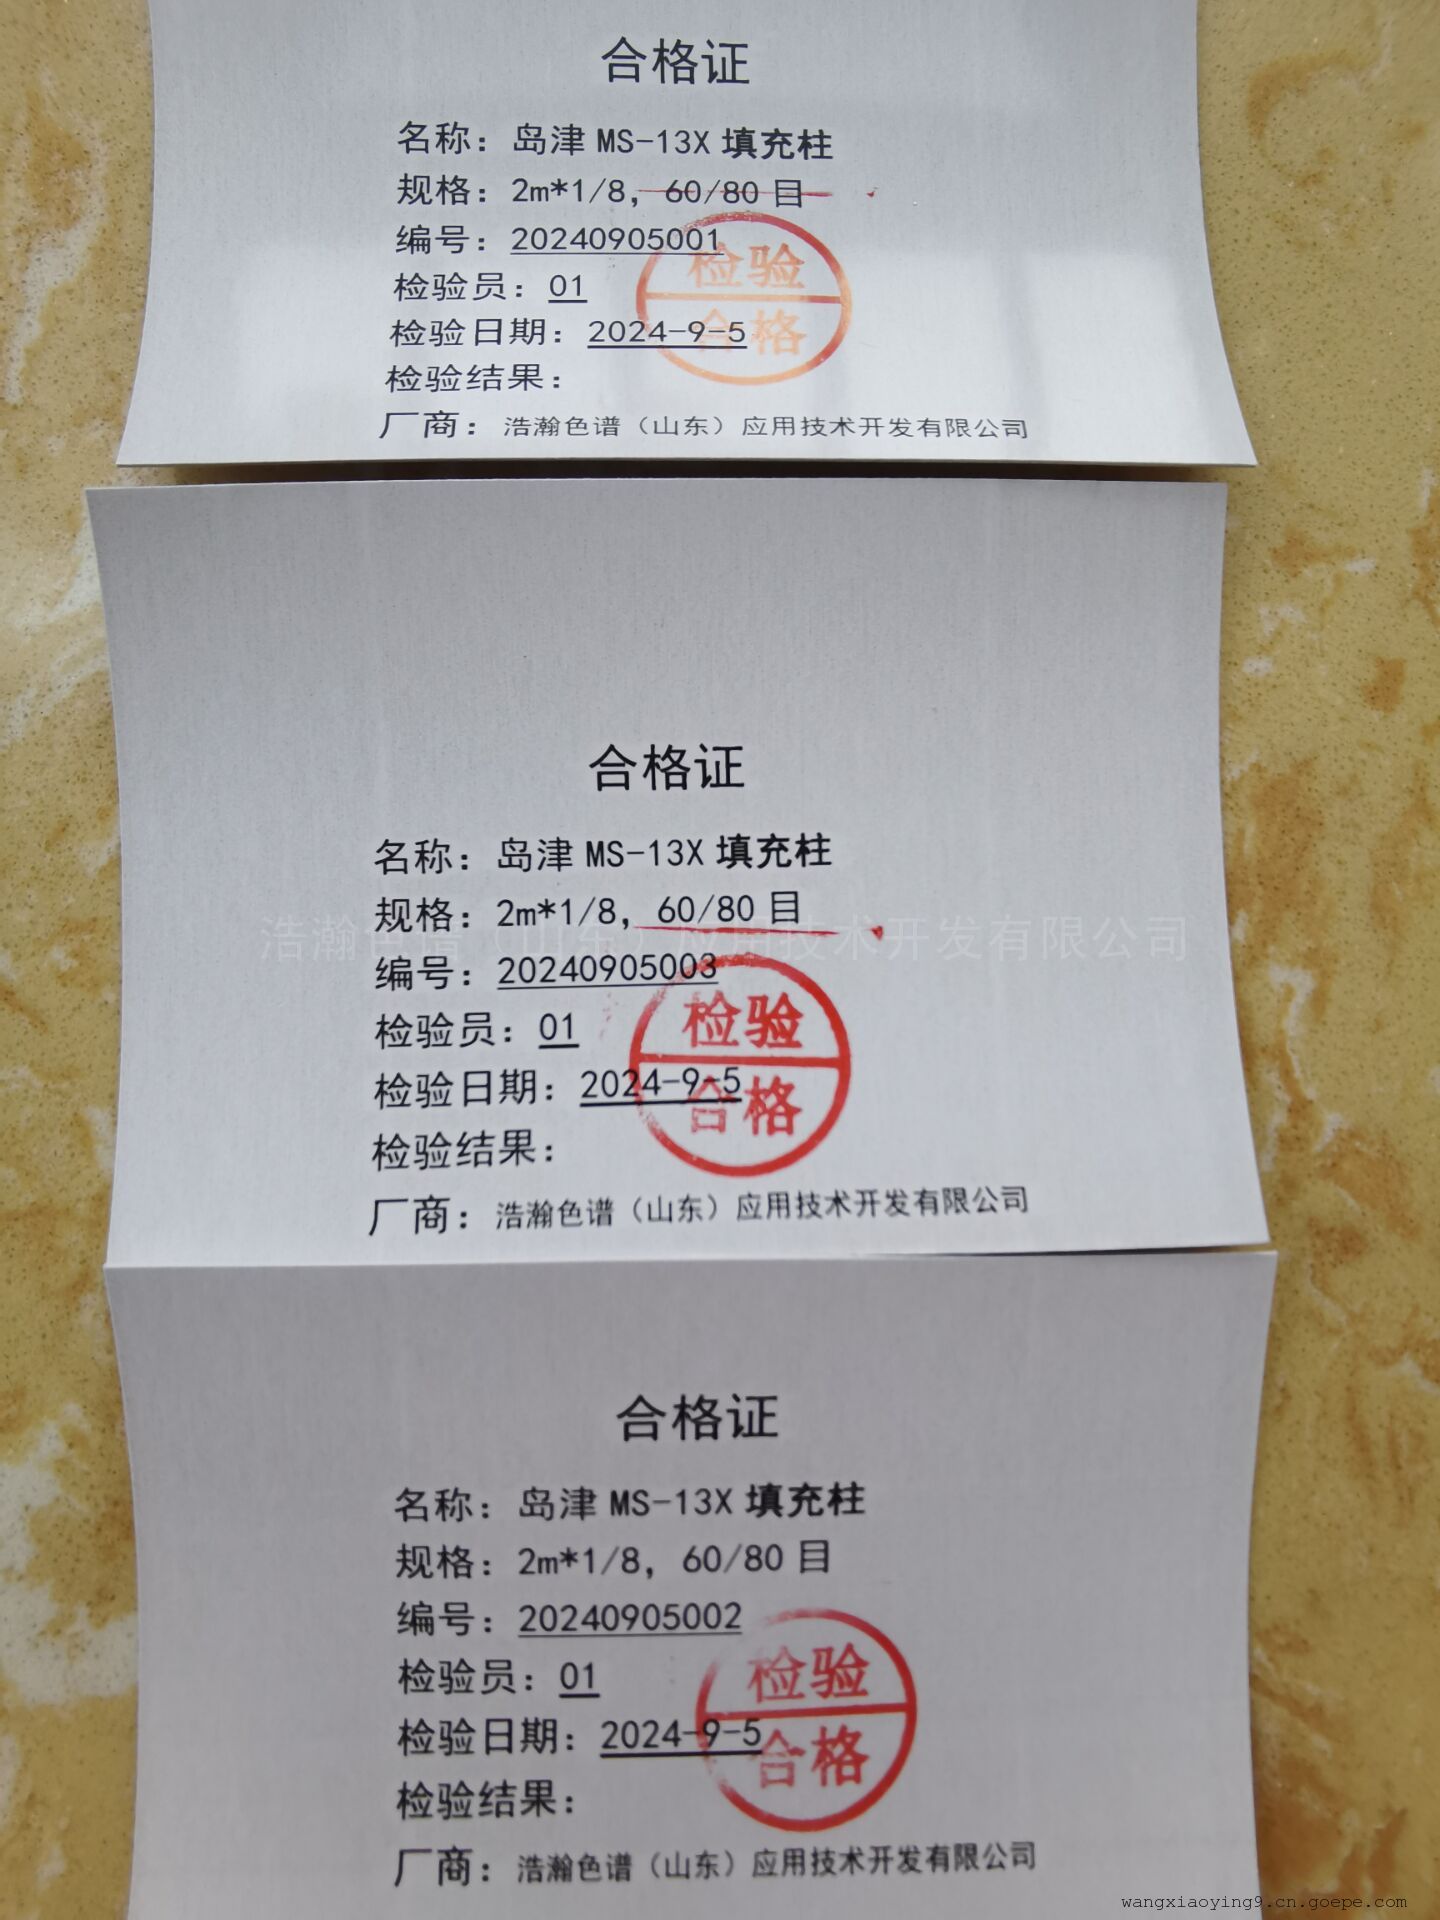 合格证
名称：岛津 MS-13X 填充柱
规格：2m*1/8，60/80 目
编号：20240905001
检验员：01
检验日期：2024-9-5
检验结果：
检验
合格
厂商：浩瀚色谱（山东）应用技术开发有限公司
合格证
名称：岛津 MS-13X 填充柱
规格：2m*1/8，60/80 目
浩瀚色谱（山东）应用技术开发有限公司
编号：20240905003
检验员：01
检验日期：2024-9-5
检验结果：
检验
合格
厂商：浩瀚色谱（山东）应用技术开发有限公司
合格证
名称：岛津 MS-13X 填充柱
规格：2m*1/8，60/80 目
编号：20240905002
检验员：01
检验日期：2024-9-5
检验结果：
检验
合格
厂商：浩瀚色谱（山东）应用技术开发有限公司
wangxiaoying9.cn.goepe.com